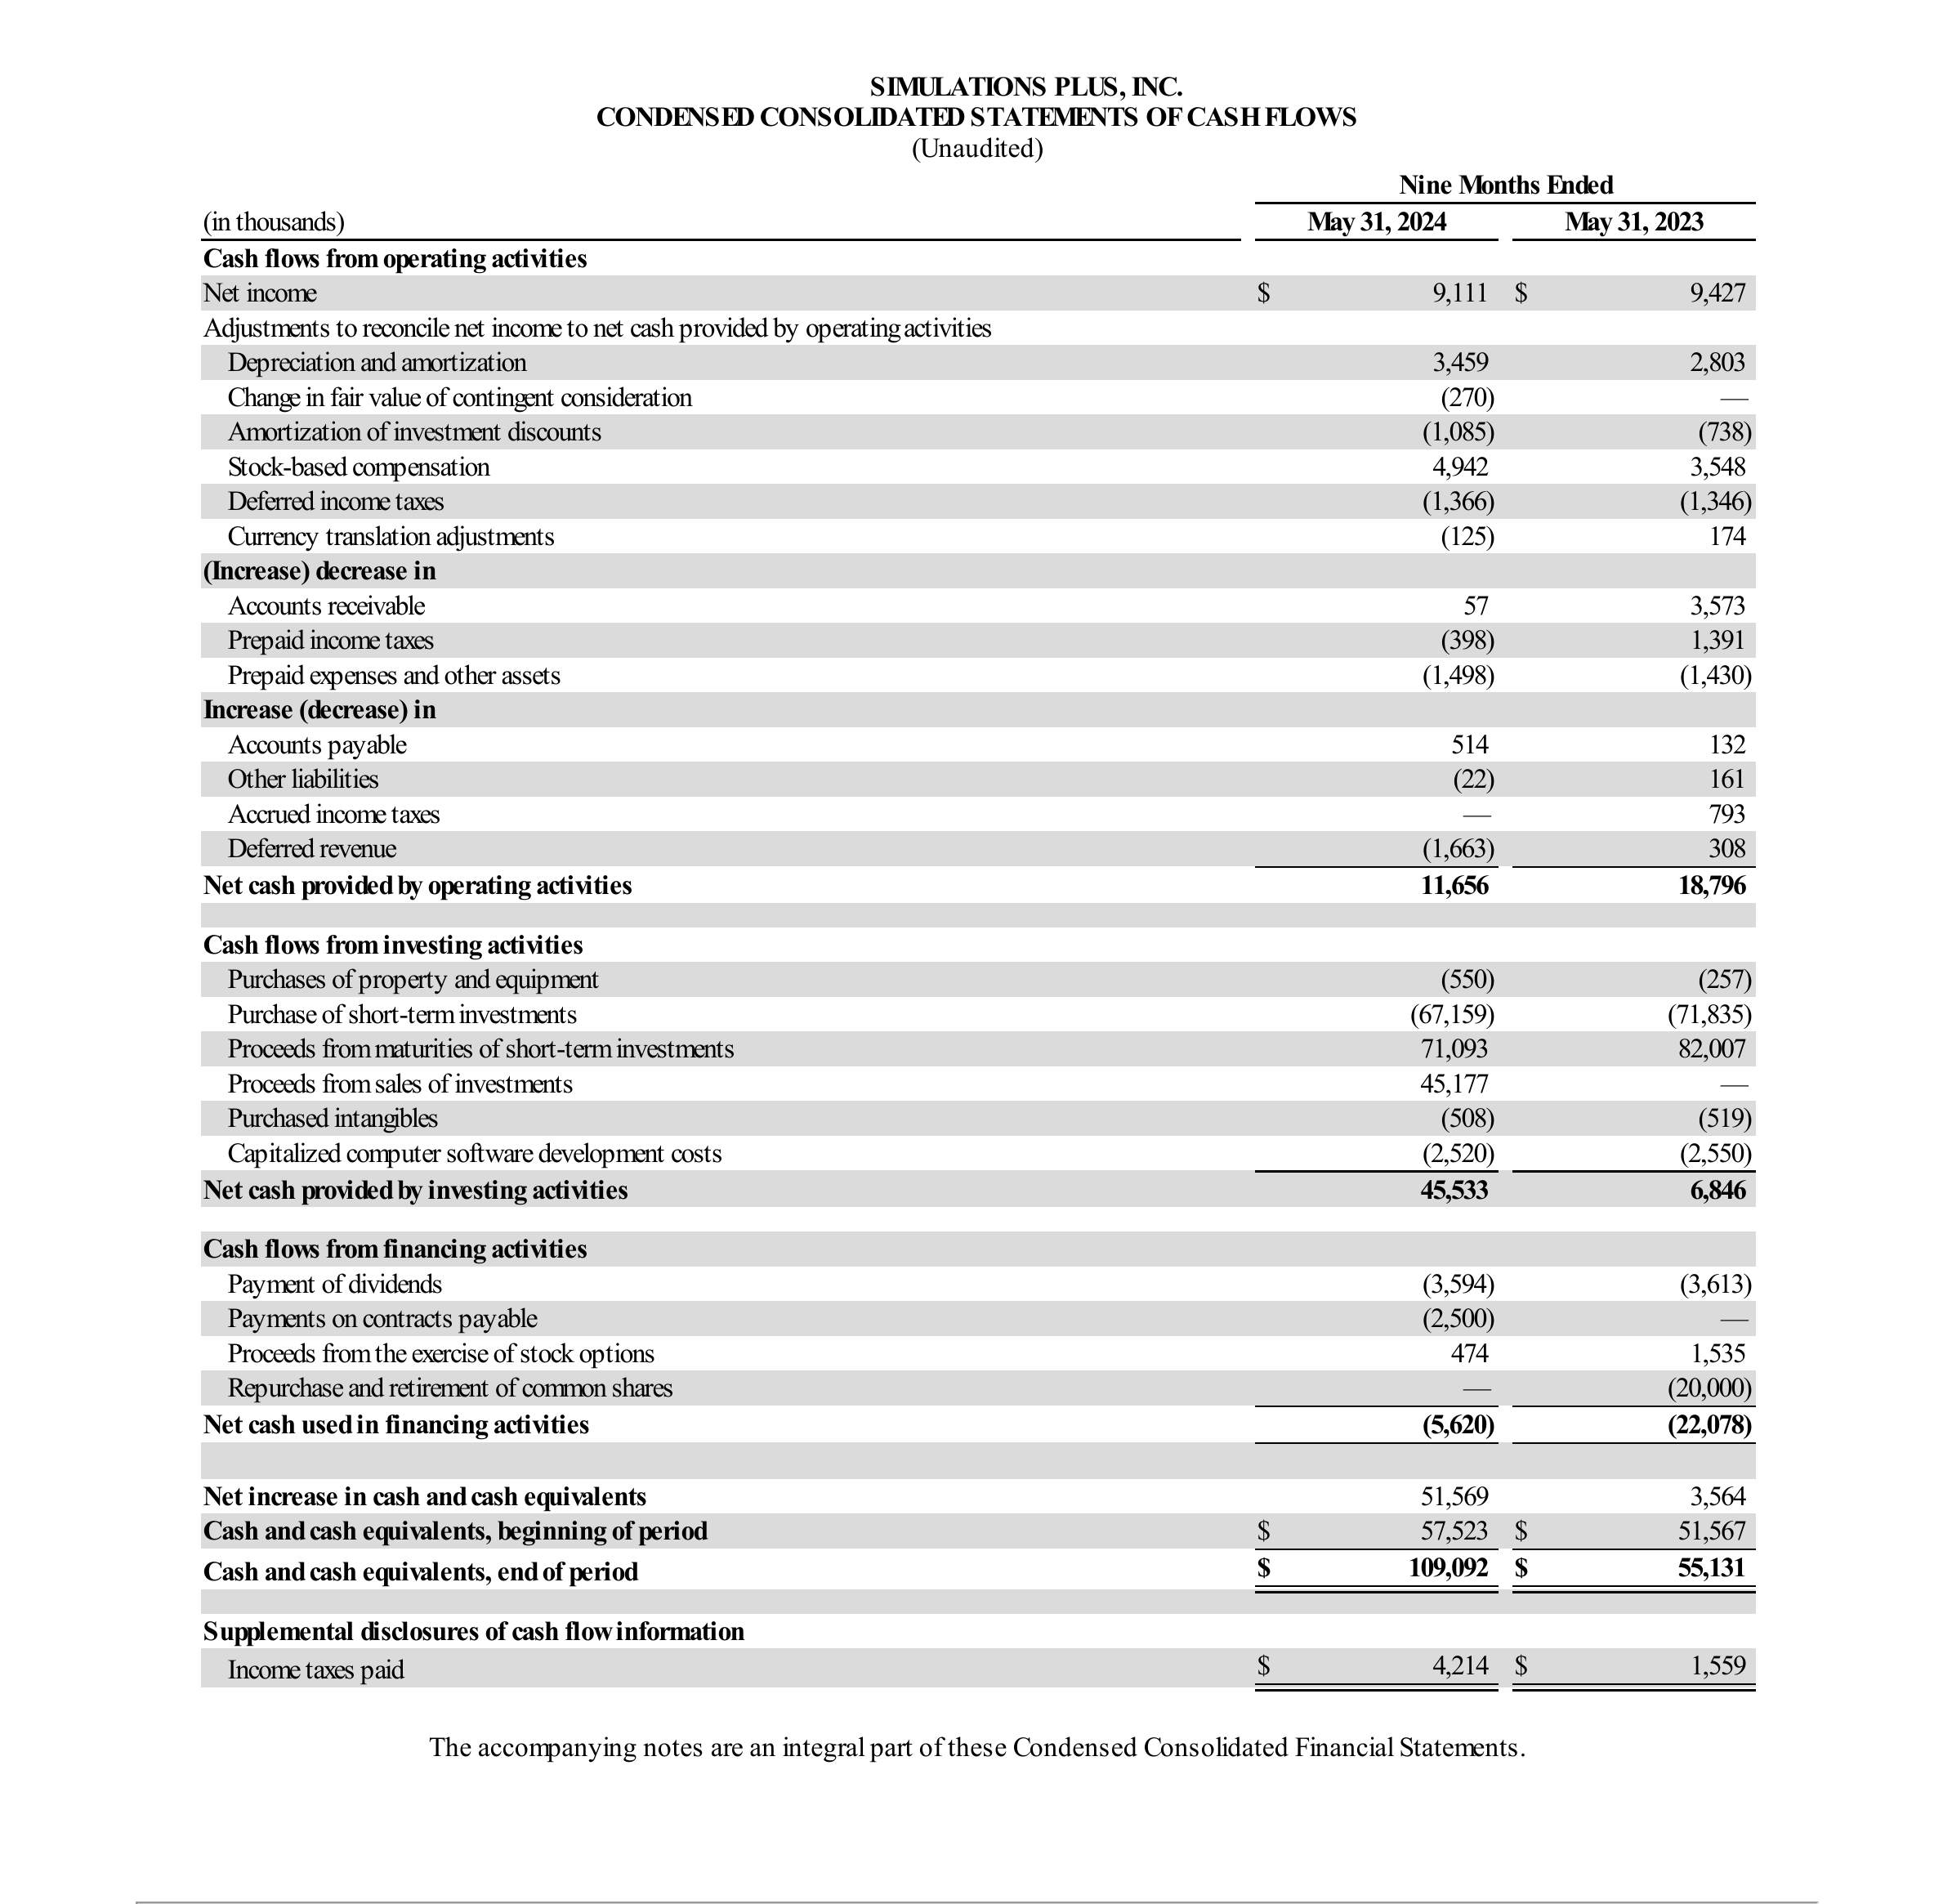 SIMULATIONS PLUS, INC.
CONDENSED CONSOLIDATED STATEMENTS OF CASH FLOWS
(Unaudited)
Nine Months Ended
(in thousands) May 31, 2024 May 31, 2023
Cash flows from operating activities
Net income $ 9,111 $ 9,427
Adjustments to reconcile net income to net cash provided by operating activities
Depreciation and amortization 3,459 2,803
Change in fair value of contingent consideration (270) —
Amortization of investment discounts (1,085) (738)
Stock-based compensation 4,942 3,548
Deferred income taxes (1,366) (1,346)
Currency translation adjustments (125) 174
(Increase) decrease in
Accounts receivable 57 3,573
Prepaid income taxes (398) 1,391
Prepaid expenses and other assets (1,498) (1,430)
Increase (decrease) in
Accounts payable 514 132
Other liabilities (22) 161
Accrued income taxes — 793
Deferred revenue (1,663) 308
Net cash provided by operating activities 11,656 18,796
Cash flows from investing activities
Purchases of property and equipment (550) (257)
Purchase of short-term investments (67,159) (71,835)
Proceeds from maturities of short-term investments 71,093 82,007
Proceeds from sales of investments 45,177 —
Purchased intangibles (508) (519)
Capitalized computer software development costs (2,520) (2,550)
Net cash provided by investing activities 45,533 6,846
Cash flows from financing activities
Payment of dividends (3,594) (3,613)
Payments on contracts payable (2,500) —
Proceeds from the exercise of stock options 474 1,535
Repurchase and retirement of common shares — (20,000)
Net cash used in financing activities (5,620) (22,078)
Net increase in cash and cash equivalents 51,569 3,564
Cash and cash equivalents, beginning of period $ 57,523 $ 51,567
Cash and cash equivalents, end of period $ 109,092 $ 55,131
Supplemental disclosures of cash flow information
Income taxes paid $ 4,214 $ 1,559
The accompanying notes are an integral part of these Condensed Consolidated Financial Statements.